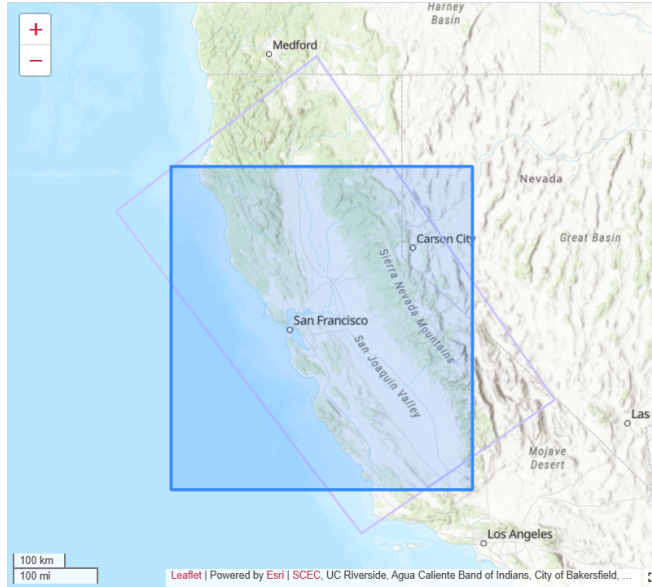 Harney
Basin
+
−
Medford
Nevada
Carson City
Great Basin
Sierra Nevada Mountains
San Francisco
San Joaquin Valley
Las
Mojave
Desert
Los Angeles
100 km
100 mi
Leaflet | Powered by Esri | SCEC, UC Riverside, Agua Caliente Band of Indians, City of Bakersfield, ...